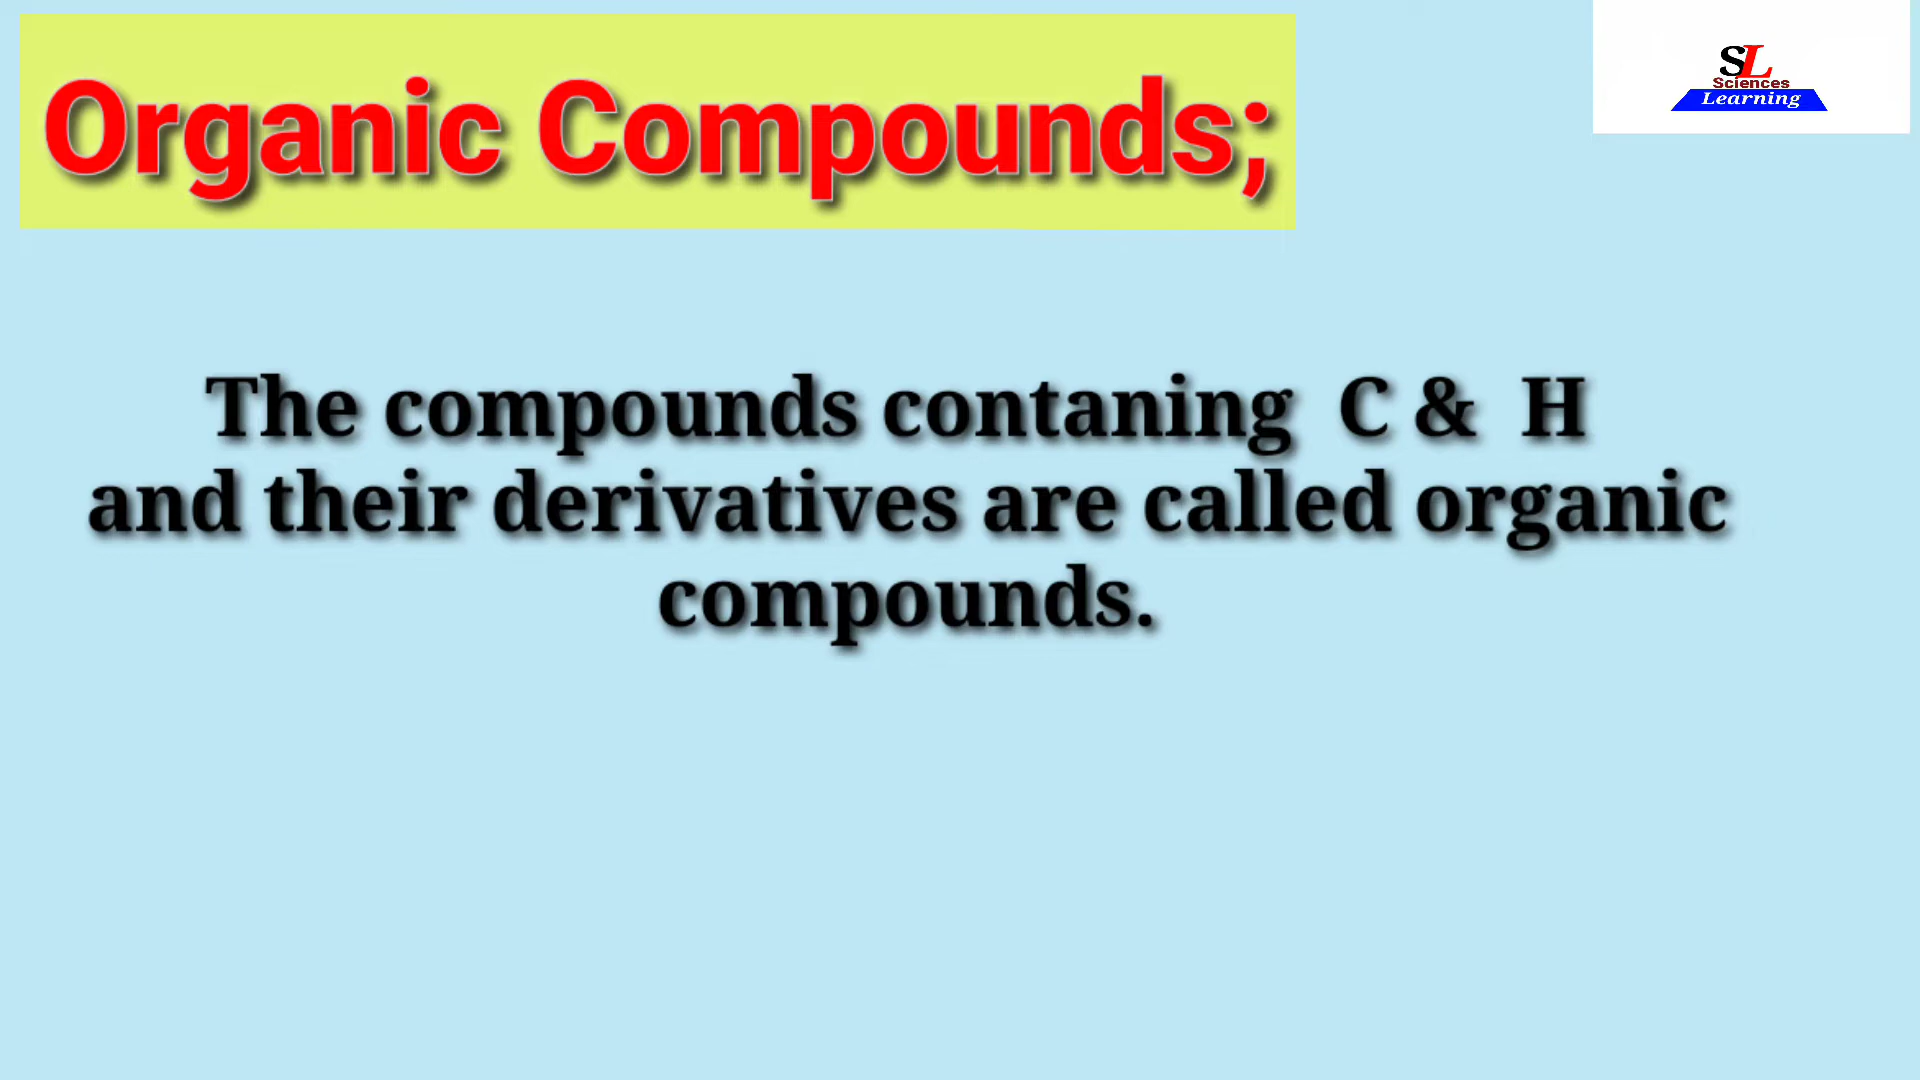 Organic Compounds;
SL
Sciences
Learning
The compounds contaning C & H
and their derivatives are called organic
compounds.